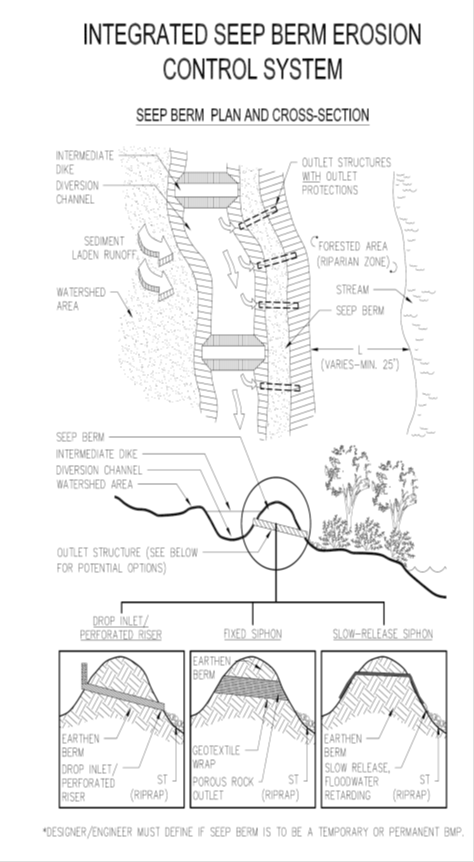 INTEGRATED SEEP BERM EROSION
CONTROL SYSTEM
SEEP BERM PLAN AND CROSS-SECTION
INTERMEDIATE
DIKE
DIVERSION
CHANNEL
OUTLET STRUCTURES
WITH OUTLET
PROTECTIONS
SEDIMENT
LADEN RUNOFF
FORESTED AREA
(RIPARIAN ZONE)
WATERSHED
AREA
STREAM
SEEP BERM
L
(VARIES-MIN. 25')
SEEP BERM
INTERMEDIATE DIKE
DIVERSION CHANNEL
WATERSHED AREA
OUTLET STRUCTURE (SEE BELOW
FOR POTENTIAL OPTIONS)
DROP INLET/
PERFORATED RISER
FIXED SIPHON
SLOW-RELEASE SIPHON
EARTHEN
BERM
DROP INLET/
PERFORATED
RISER
ST
(RIPRAP)
EARTHEN
BERM
GEOTEXTILE
WRAP
POROUS ROCK
OUTLET
ST
(RIPRAP)
EARTHEN
BERM
SLOW RELEASE,
FLOODWATER
RETARDING
ST
(RIPRAP)
*DESIGNER/ENGINEER MUST DEFINE IF SEEP BERM IS TO BE A TEMPORARY OR PERMANENT BMP.